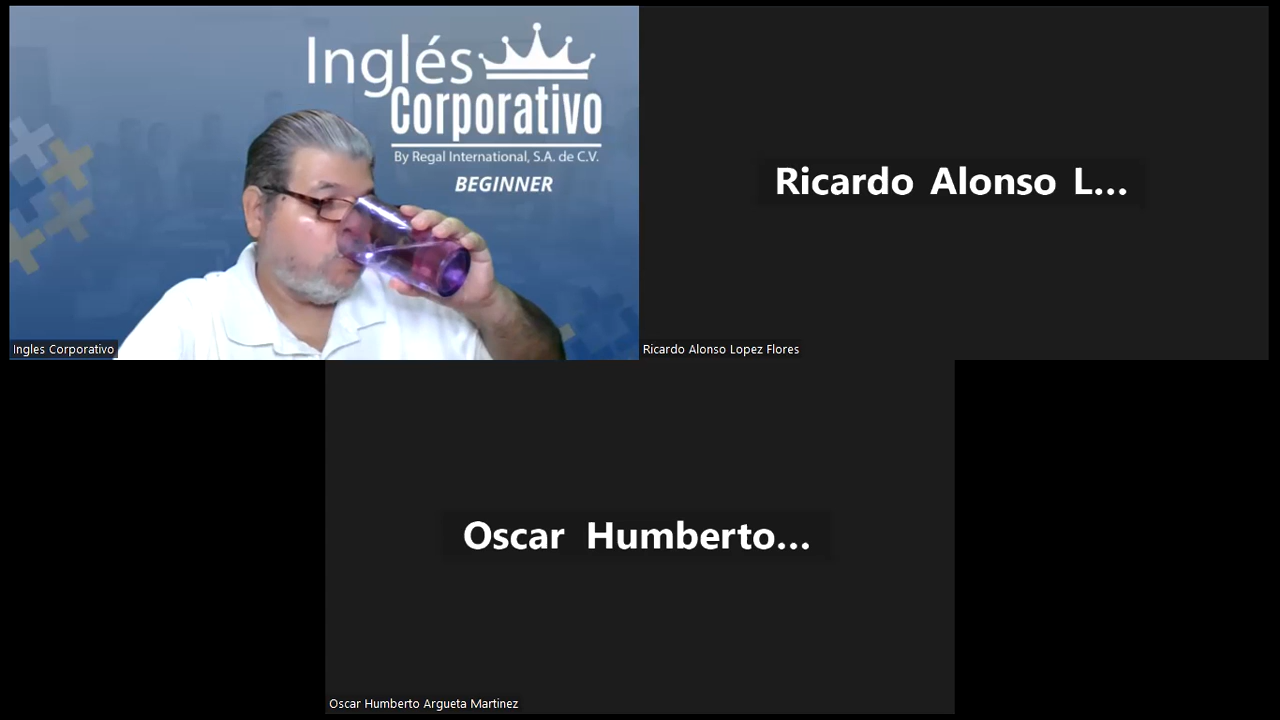 Inglés
Corporativo
By Regal International, S.A. de C.V.
BEGINNER
Ingles Corporativo
Ricardo Alonso L...
Ricardo Alonso Lopez Flores
Oscar Humberto...
Oscar Humberto Argueta Martinez